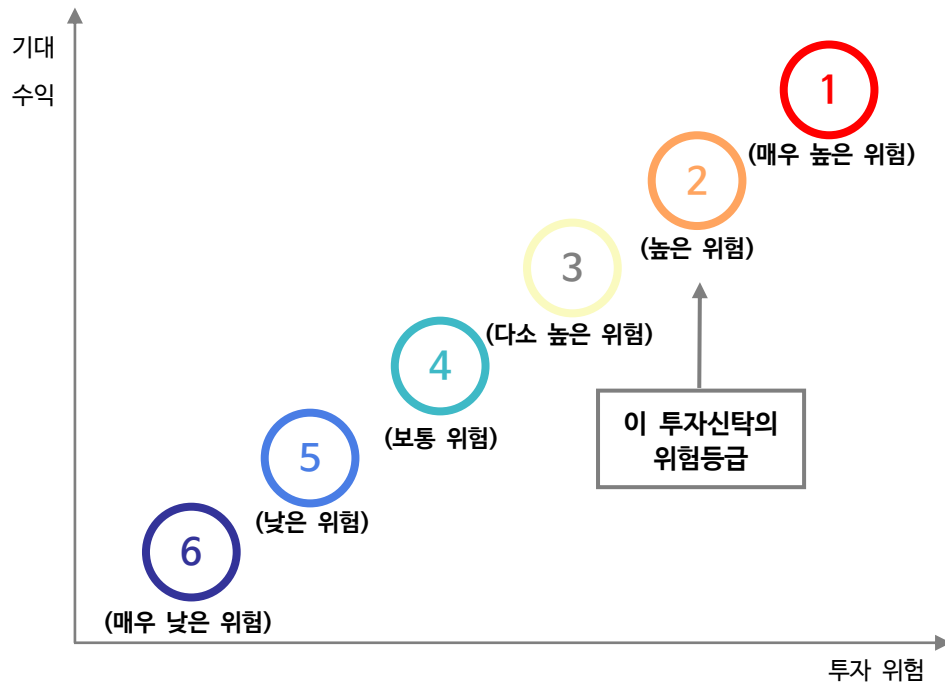 기대
수익
1
(매우 높은 위험)
2
(높은 위험)
3
(다소 높은 위험)
4
(보통 위험)
이 투자신탁의
위험등급
5
(낮은 위험)
6
(매우 낮은 위험)
투자 위험